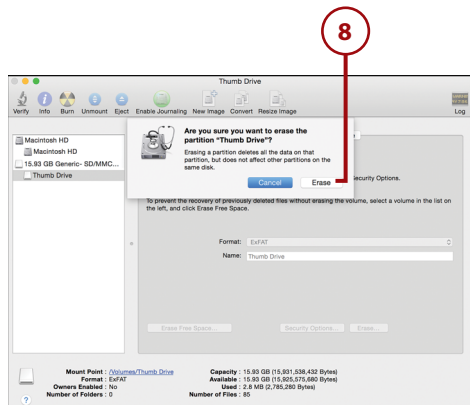 8
Thumb Drive
Verify Info Burn Unmount Eject Enable Journaling New Image Convert Resize Image Log
Are you sure you want to erase the
partition "Thumb Drive"?
Erasing a partition deletes all the data on that
partition, but does not affect other partitions on the
same disk.
Cancel Erase
Macintosh HD
Macintosh HD
15.93 GB Generic- SD/MMC...
Thumb Drive
Security Options.
To prevent the recovery of previously deleted files without erasing the volume, select a volume in the list on
the left, and click Erase Free Space.
Format: ExFAT
Name: Thumb Drive
Erase Free Space... Security Options... Erase...
Mount Point : /Volumes/Thumb Drive Capacity : 15.93 GB (15,931,538,432 Bytes)
Format : ExFAT Available : 15.93 GB (15,925,575,680 Bytes)
Owners Enabled : No Used : 2.8 MB (2,785,280 Bytes)
Number of Folders : 0 Number of Files : 85
?